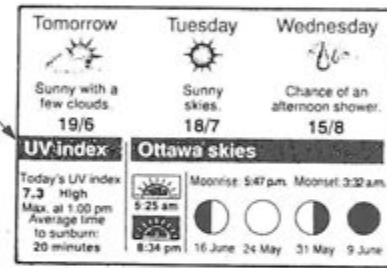 Tomorrow
Sunny with a
few clouds.
19/6
Tuesday
Sunny
skies.
18/7
Wednesday
Chance of an
afternoon shower.
15/8
UV index
Today's UV index
7.3 High
Max. at 1:00 pm
Average time
to sunburn:
20 minutes
Ottawa skies
5:25 am
8:34 pm
Moonrise: 5:47 p.m. Moonset: 3:32 a.m.
16 June 24 May 31 May 9 June